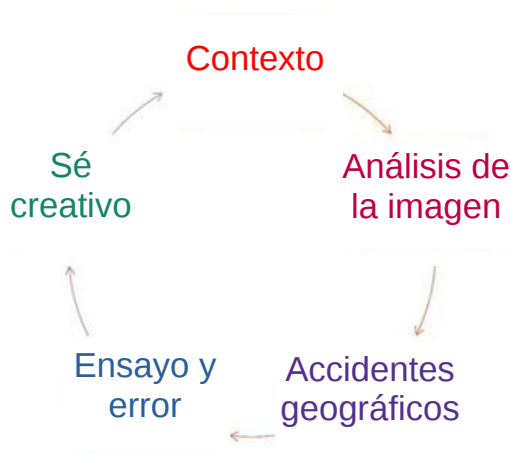 Contexto
Análisis de
la imagen
Accidentes
geográficos
Ensayo y
error
Sé
creativo